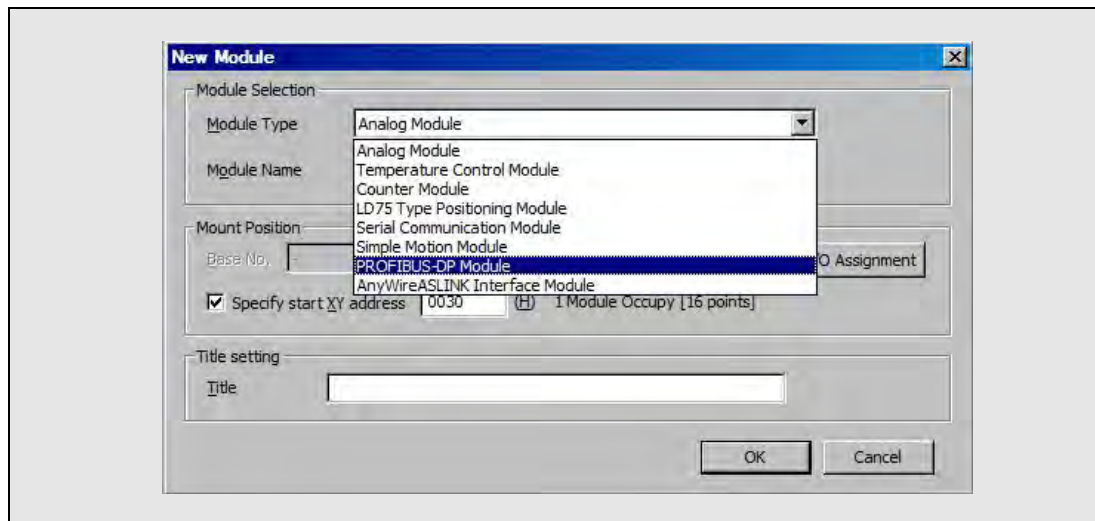 New Module
Module Selection
Module Type
Analog Module
Analog Module
Module Name
Temperature Control Module
Counter Module
LD75 Type Positioning Module
Serial Communication Module
Mount Position
Simple Motion Module
Base No.
-
PROFIBUS-DP Module
O Assignment
AnyWireASLINK Interface Module
Specify start XY address 0030 (H) 1 Module Occupy [16 points]
Title setting
Title
OK Cancel